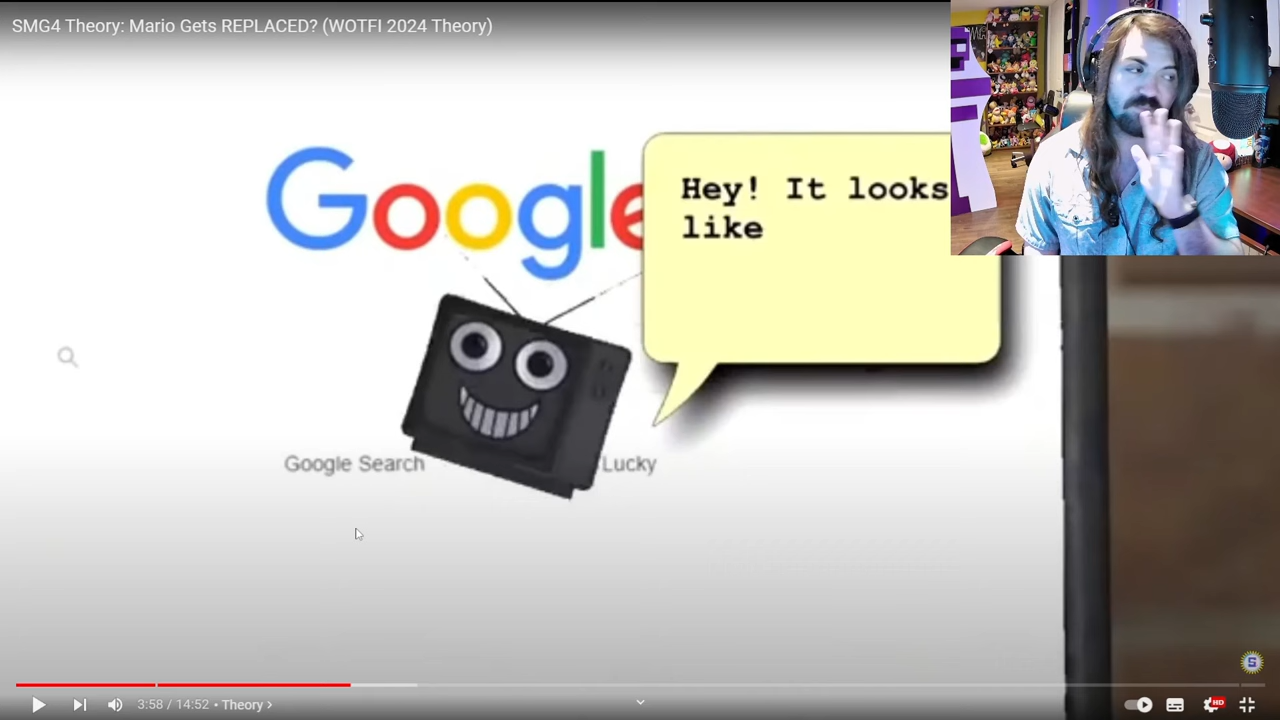 SMG4 Theory: Mario Gets REPLACED? (WOTFI 2024 Theory)
Google
Hey! It looks
like
Google Search
Lucky
3:58 / 14:52 • Theory >
HD
S